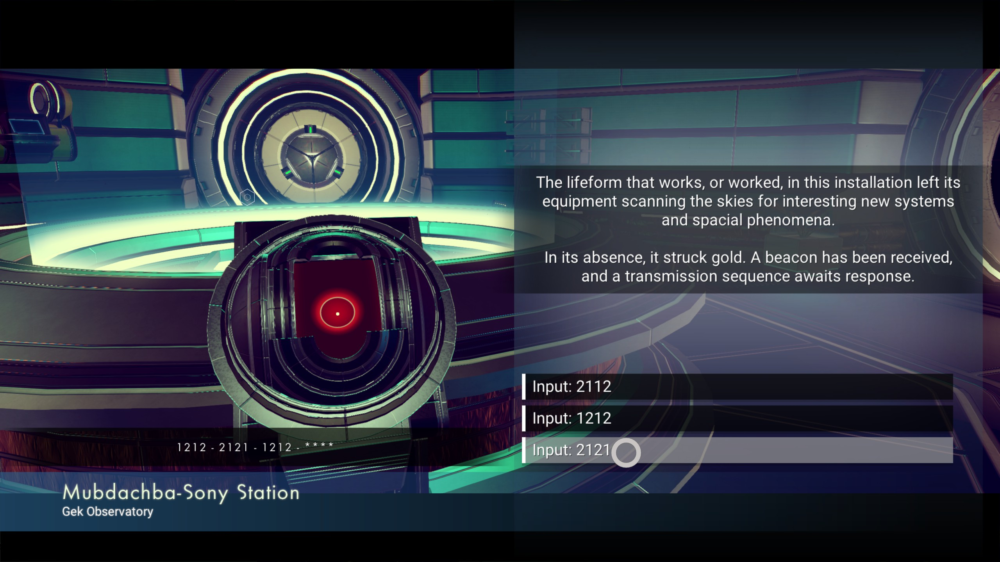 The lifeform that works, or worked, in this installation left its
equipment scanning the skies for interesting new systems
and spacial phenomena.
In its absence, it struck gold. A beacon has been received,
and a transmission sequence awaits response.
Input: 2112
Input: 1212
Input: 2121
1212 - 2121 - 1212 - ****
Mubdachba-Sony Station
Gek Observatory